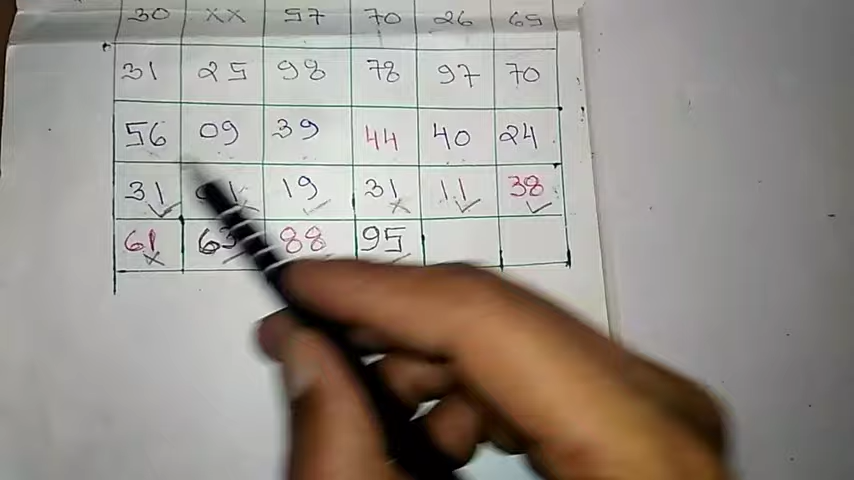 30 XX 57 70 26 65
31 25 98 78 97 70
56 09 39 44 40 24
31 19 31 11 38
61 63 88 95